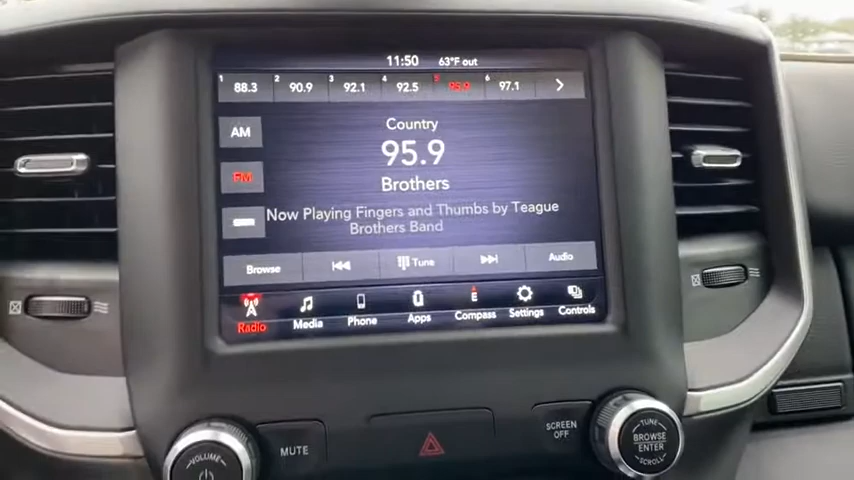 11:50 63°F out
1 88.3 2 90.9 3 92.1 4 92.5 5 93.9 6 97.1
AM
FM
Country
95.9
Brothers
Now Playing Fingers and Thumbs by Teague
Brothers Band
Browse Tune Audio
E
Radio Media Phone Apps Compass Settings Controls
VOLUME
MUTE
SCREEN
OFF
TUNE
BROWSE
ENTER
SCROLL